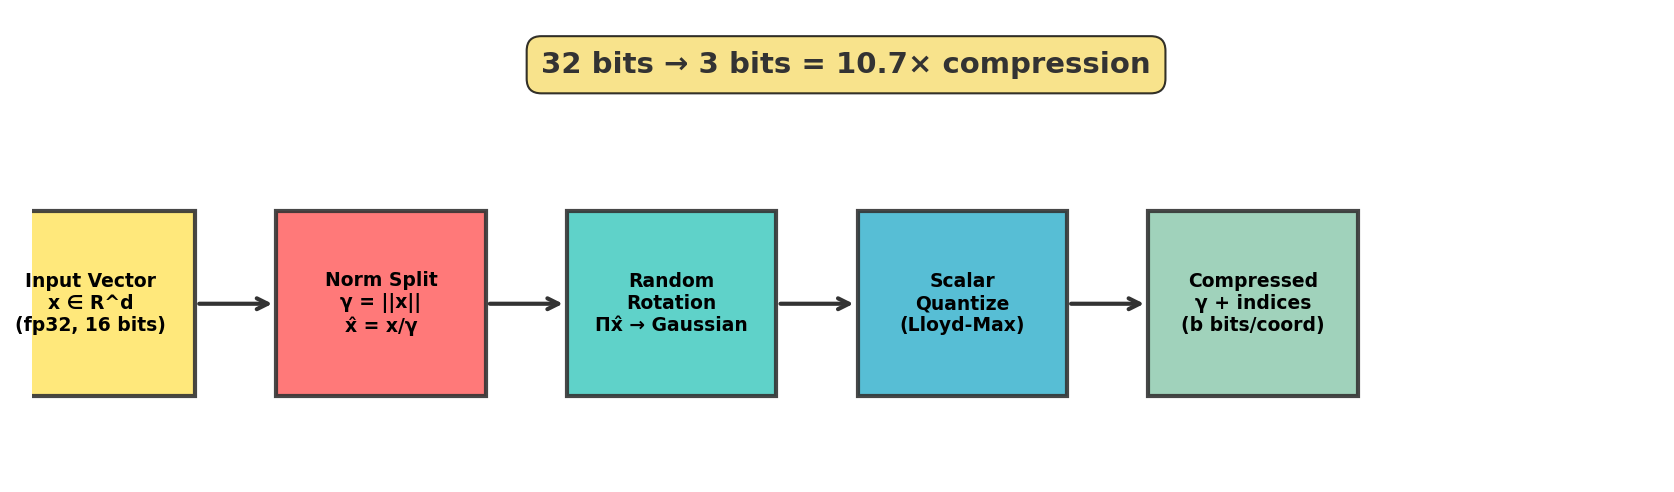 32 bits → 3 bits = 10.7× compression
Input Vector
x ∈ R^d
(fp32, 16 bits)
Norm Split
γ = ||x||
x̂ = x/γ
Random
Rotation
Πx̂ → Gaussian
Scalar
Quantize
(Lloyd-Max)
Compressed
γ + indices
(b bits/coord)